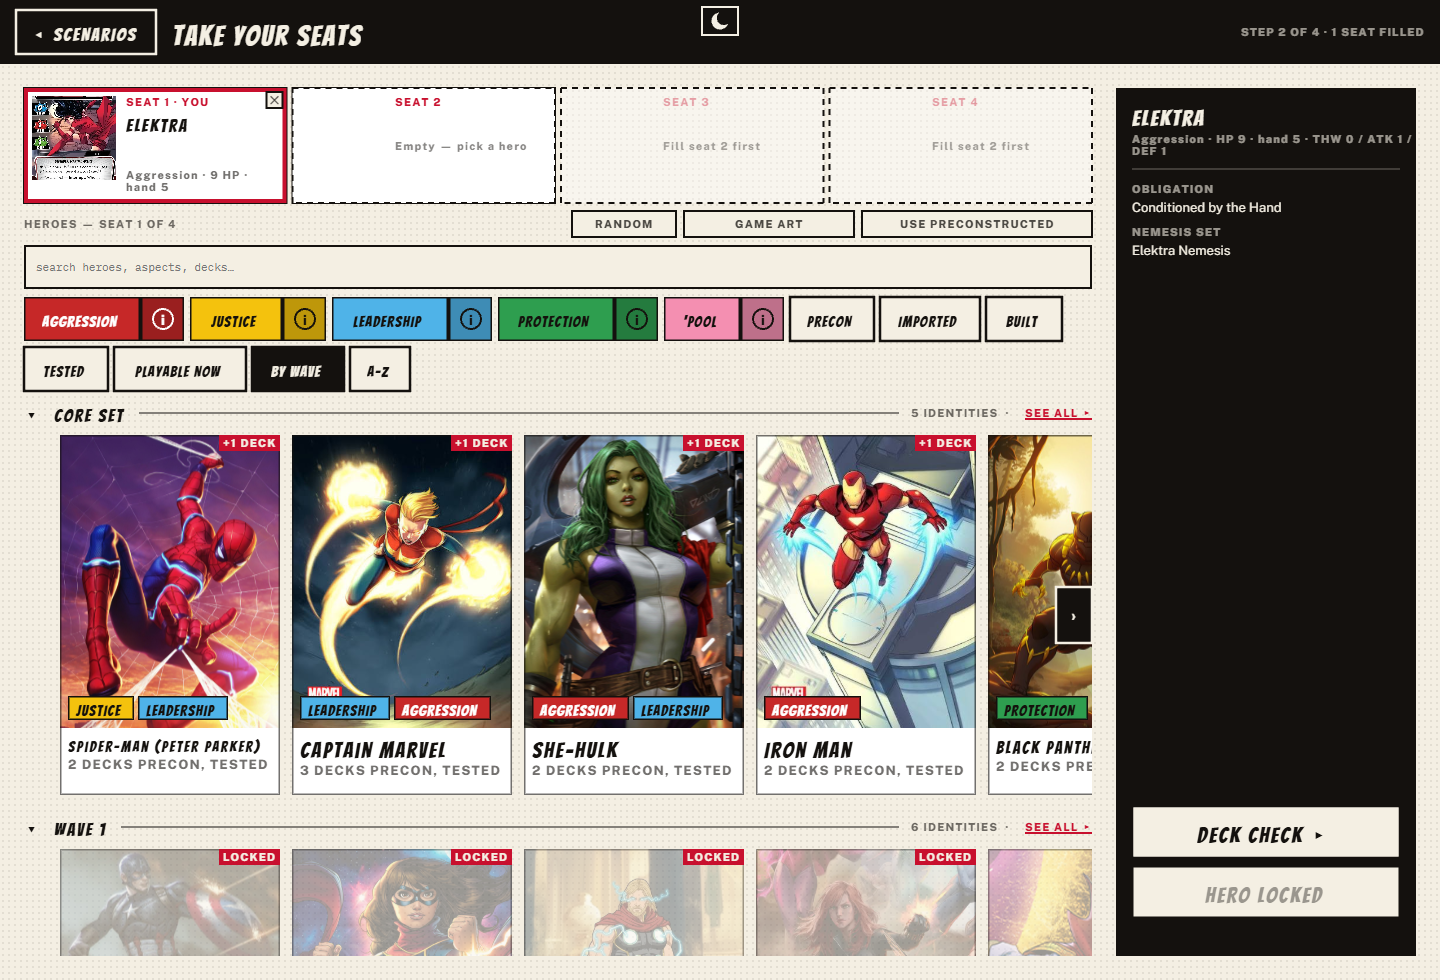 ◂ SCENARIOS
TAKE YOUR SEATS
STEP 2 OF 4 · 1 SEAT FILLED
SEAT 1 · YOU
ELEKTRA
Aggression · 9 HP ·
hand 5
SEAT 2
Empty — pick a hero
SEAT 3
Fill seat 2 first
SEAT 4
Fill seat 2 first
HEROES — SEAT 1 OF 4
RANDOM
GAME ART
USE PRECONSTRUCTED
search heroes, aspects, decks…
AGGRESSION
JUSTICE
LEADERSHIP
PROTECTION
'POOL
PRECON
IMPORTED
BUILT
TESTED
PLAYABLE NOW
BY WAVE
A-Z
▾ CORE SET
5 IDENTITIES ·
SEE ALL ▸
+1 DECK
JUSTICE
LEADERSHIP
SPIDER-MAN (PETER PARKER)
2 DECKS PRECON, TESTED
+1 DECK
MARVEL
LEADERSHIP
AGGRESSION
CAPTAIN MARVEL
3 DECKS PRECON, TESTED
+1 DECK
AGGRESSION
LEADERSHIP
SHE-HULK
2 DECKS PRECON, TESTED
+1 DECK
MARVEL
AGGRESSION
IRON MAN
2 DECKS PRECON, TESTED
PROTECTION
BLACK PANTH
2 DECKS PRE
›
▾ WAVE 1
6 IDENTITIES ·
SEE ALL ▸
LOCKED
LOCKED
LOCKED
LOCKED
ELEKTRA
Aggression · HP 9 · hand 5 · THW 0 / ATK 1 /
DEF 1
OBLIGATION
Conditioned by the Hand
NEMESIS SET
Elektra Nemesis
DECK CHECK ▸
HERO LOCKED